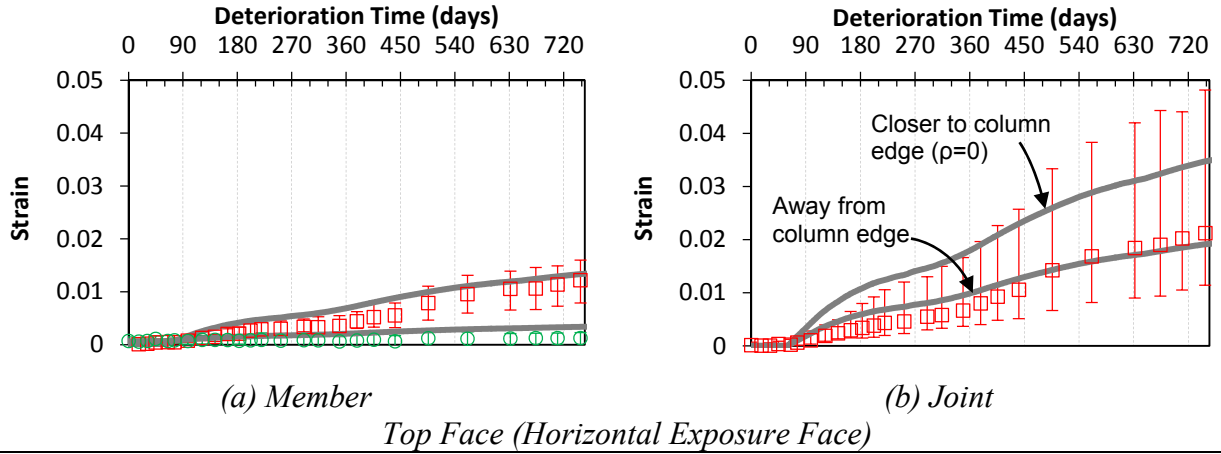 Deterioration Time (days)
0 90 180 270 360 450 540 630 720
0.05
0.04
0.03
0.02
0.01
0
Strain
(a) Member
Deterioration Time (days)
0 90 180 270 360 450 540 630 720
0.05
0.04
0.03
0.02
0.01
0
Strain
Closer to column
edge (ρ=0)
Away from
column edge
(b) Joint
Top Face (Horizontal Exposure Face)